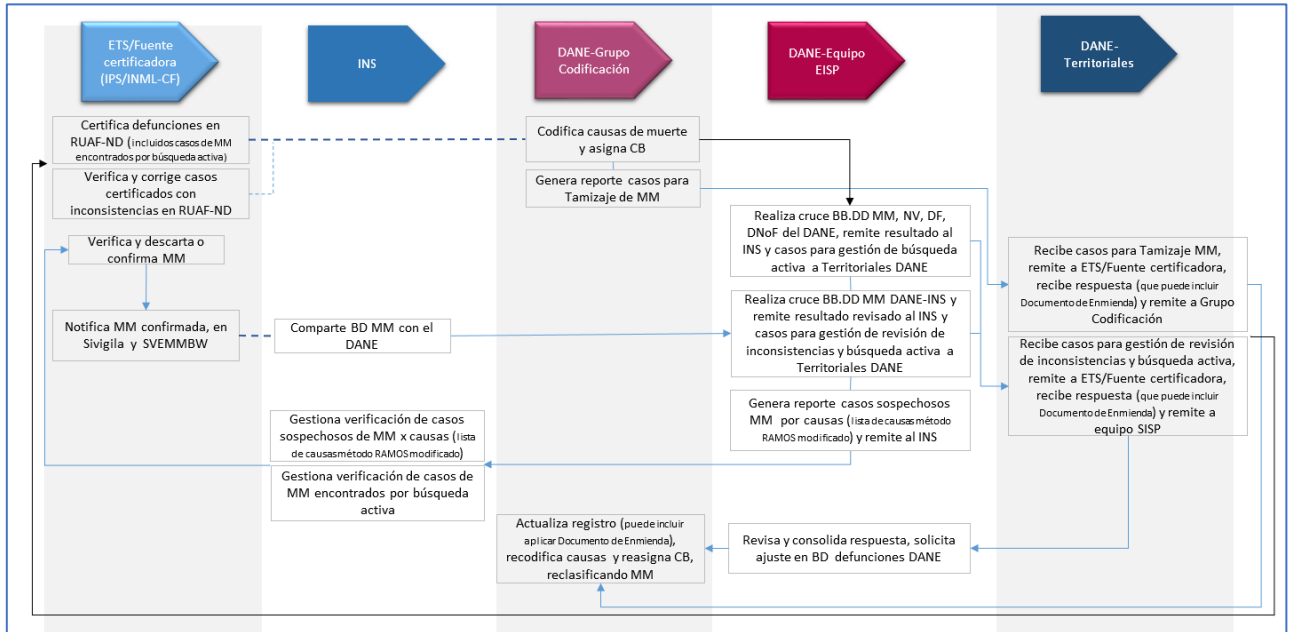 ETS/Fuente
certificadora
(IPS/INML-CF)
INS
DANE-Grupo
Codificación
DANE-Equipo
EISP
DANE-
Territoriales
Certifica defunciones en
RUAF-ND (incluidos casos de MM
encontrados por búsqueda activa)
Verifica y corrige casos
certificados con
inconsistencias en RUAF-ND
Verifica y descarta o
confirma MM
Notifica MM confirmada, en
Sivigila y SVEMMBW
Comparte BD MM con el
DANE
Gestiona verificación de casos
sospechosos de MM x causas (lista
de causas método RAMOS modificado)
Gestiona verificación de casos de
MM encontrados por búsqueda
activa
Codifica causas de muerte
y asigna CB
Genera reporte casos para
Tamizaje de MM
Actualiza registro (puede incluir
aplicar Documento de Enmienda),
recodifica causas y reasigna CB,
reclasificando MM
Realiza cruce BB.DD MM, NV, DF,
DNoF del DANE, remite resultado al
INS y casos para gestión de búsqueda
activa a Territoriales DANE
Realiza cruce BB.DD MM DANE-INS y
remite resultado revisado al INS y
casos para gestión de revisión de
inconsistencias y búsqueda activa a
Territoriales DANE
Genera reporte casos sospechosos
MM por causas (lista de causas método
RAMOS modificado) y remite al INS
Revisa y consolida respuesta, solicita
ajuste en BD defunciones DANE
Recibe casos para Tamizaje MM,
remite a ETS/Fuente certificadora,
recibe respuesta (que puede incluir
Documento de Enmienda) y remite a Grupo
Codificación
Recibe casos para gestión de revisión
de inconsistencias y búsqueda activa,
remite a ETS/Fuente certificadora,
recibe respuesta (que puede incluir
Documento de Enmienda) y remite a
equipo SISP